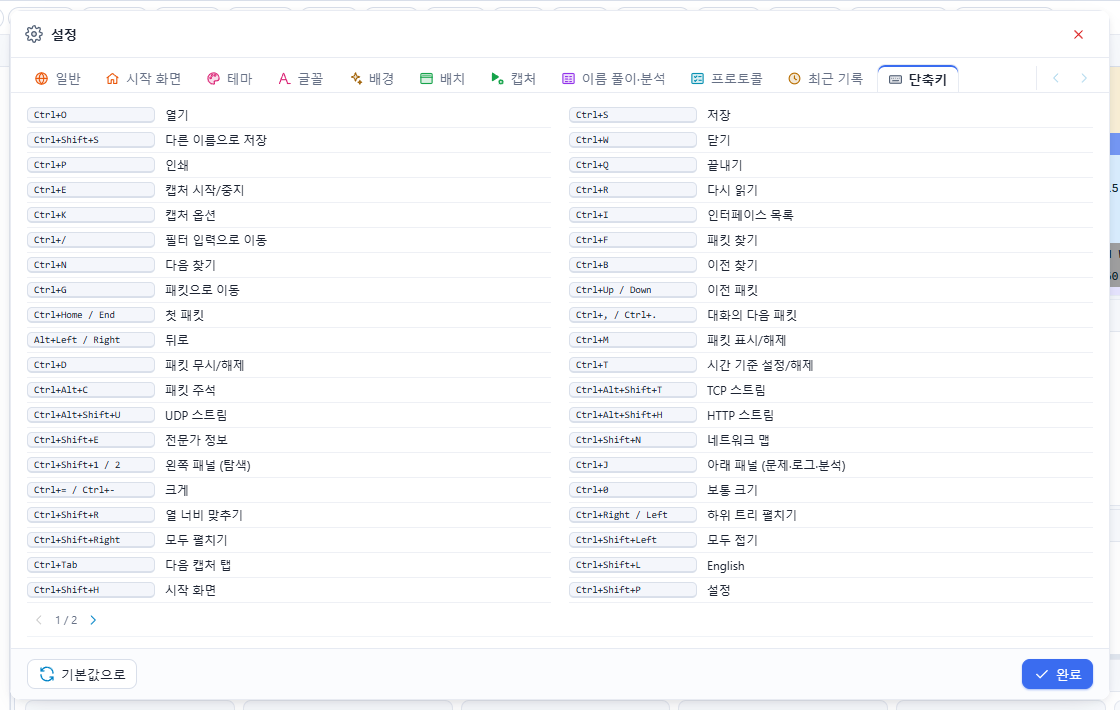 설정
일반 시작 화면 테마 글꼴 배경 배치 캡처 이름 풀이·분석 프로토콜 최근 기록 단축키
Ctrl+O 열기 Ctrl+S 저장
Ctrl+Shift+S 다른 이름으로 저장 Ctrl+W 닫기
Ctrl+P 인쇄 Ctrl+Q 끝내기
Ctrl+E 캡처 시작/중지 Ctrl+R 다시 읽기
Ctrl+K 캡처 옵션 Ctrl+I 인터페이스 목록
Ctrl+/ 필터 입력으로 이동 Ctrl+F 패킷 찾기
Ctrl+N 다음 찾기 Ctrl+B 이전 찾기
Ctrl+G 패킷으로 이동 Ctrl+Up / Down 이전 패킷
Ctrl+Home / End 첫 패킷 Ctrl+, / Ctrl+. 대화의 다음 패킷
Alt+Left / Right 뒤로 Ctrl+M 패킷 표시/해제
Ctrl+D 패킷 무시/해제 Ctrl+T 시간 기준 설정/해제
Ctrl+Alt+C 패킷 주석 Ctrl+Alt+Shift+T TCP 스트림
Ctrl+Alt+Shift+U UDP 스트림 Ctrl+Alt+Shift+H HTTP 스트림
Ctrl+Shift+E 전문가 정보 Ctrl+Shift+N 네트워크 맵
Ctrl+Shift+1 / 2 왼쪽 패널 (탐색) Ctrl+J 아래 패널 (문제·로그·분석)
Ctrl+= / Ctrl+- 크게 Ctrl+0 보통 크기
Ctrl+Shift+R 열 너비 맞추기 Ctrl+Right / Left 하위 트리 펼치기
Ctrl+Shift+Right 모두 펼치기 Ctrl+Shift+Left 모두 접기
Ctrl+Tab 다음 캡처 탭 Ctrl+Shift+L English
Ctrl+Shift+H 시작 화면 Ctrl+Shift+P 설정
1 / 2
기본값으로 완료